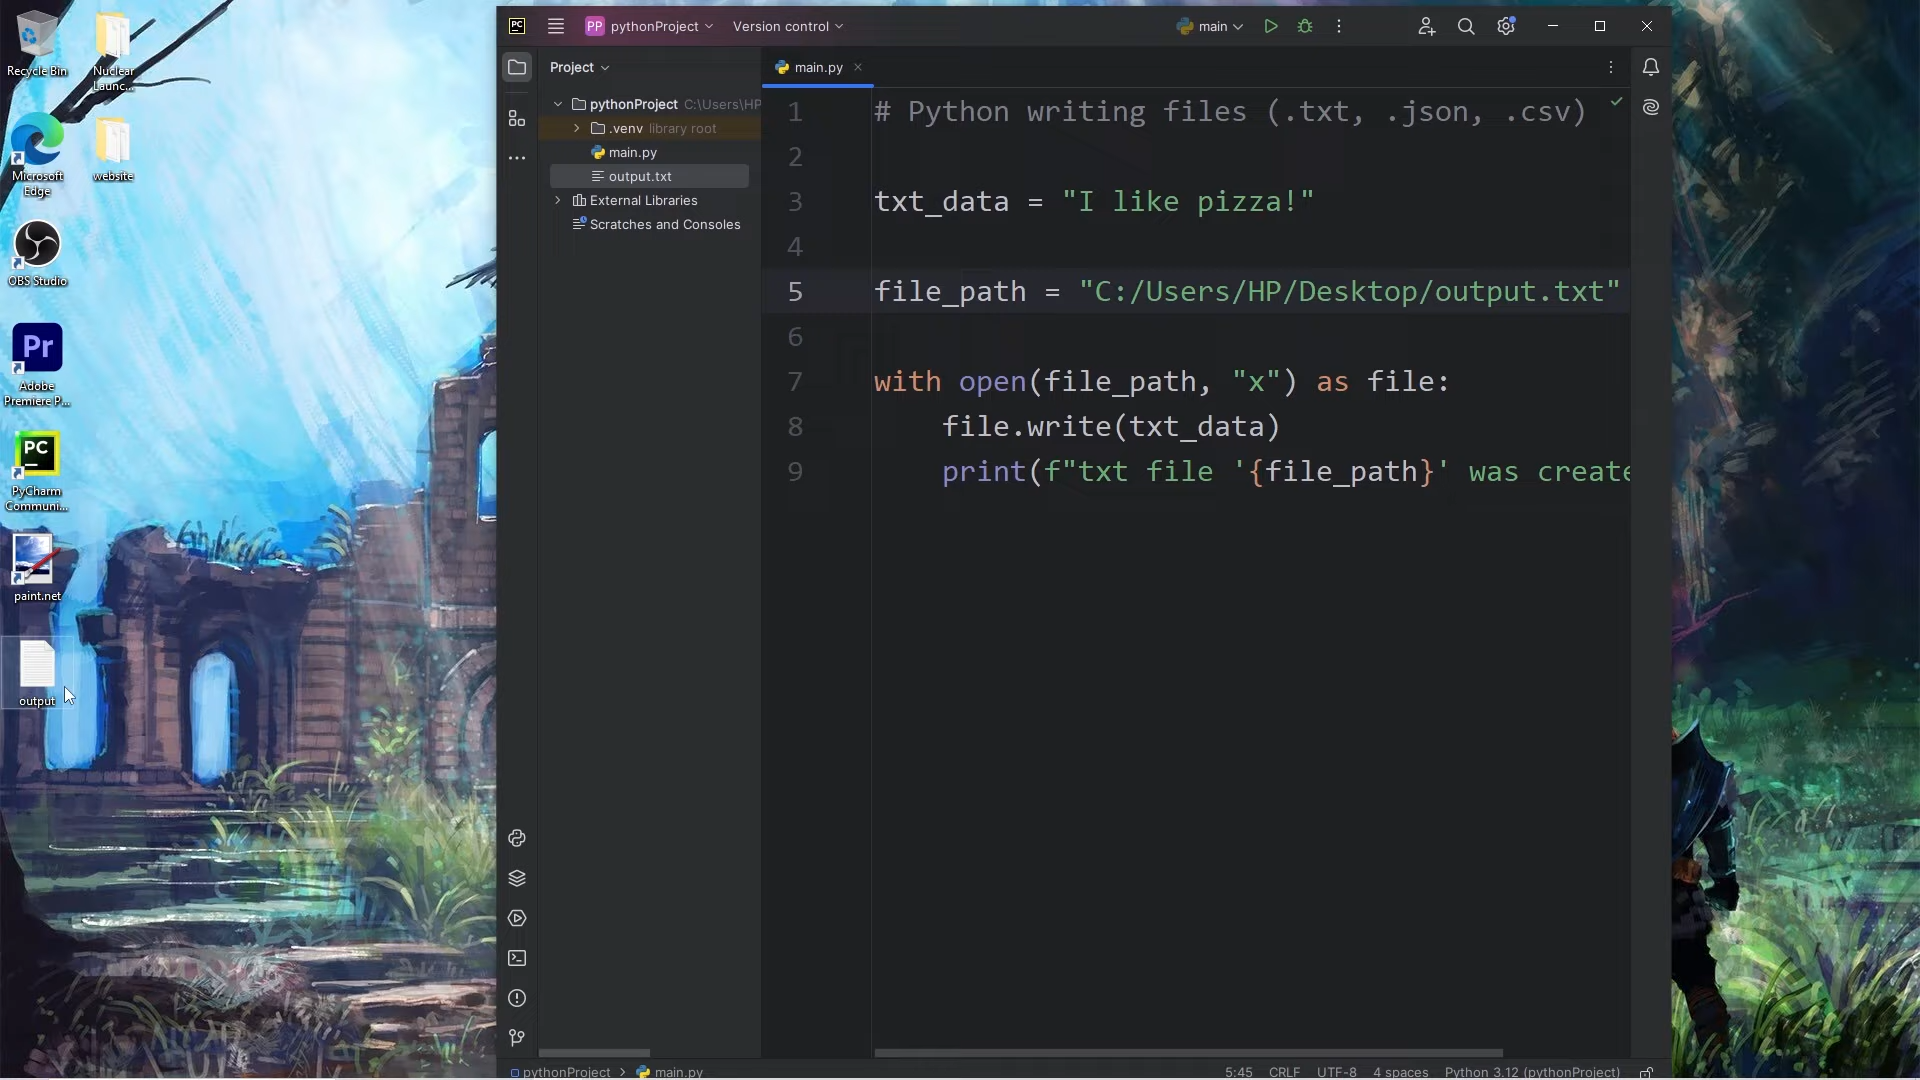 Recycle Bin
Nuclear
Launc...
Microsoft
Edge
website
OBS Studio
Pr
Adobe
Premiere P...
PC
PyCharm
Communi...
paint.net
output
PC
PP pythonProject
Version control
main
Project
pythonProject C:\Users\HP
.venv library root
main.py
output.txt
External Libraries
Scratches and Consoles
main.py
1 # Python writing files (.txt, .json, .csv)
2
3 txt_data = "I like pizza!"
4
5 file_path = "C:/Users/HP/Desktop/output.txt"
6
7 with open(file_path, "x") as file:
8     file.write(txt_data)
9     print(f"txt file '{file_path}' was create
pythonProject > main.py
5:45 CRLF UTF-8 4 spaces Python 3.12 (pythonProject)